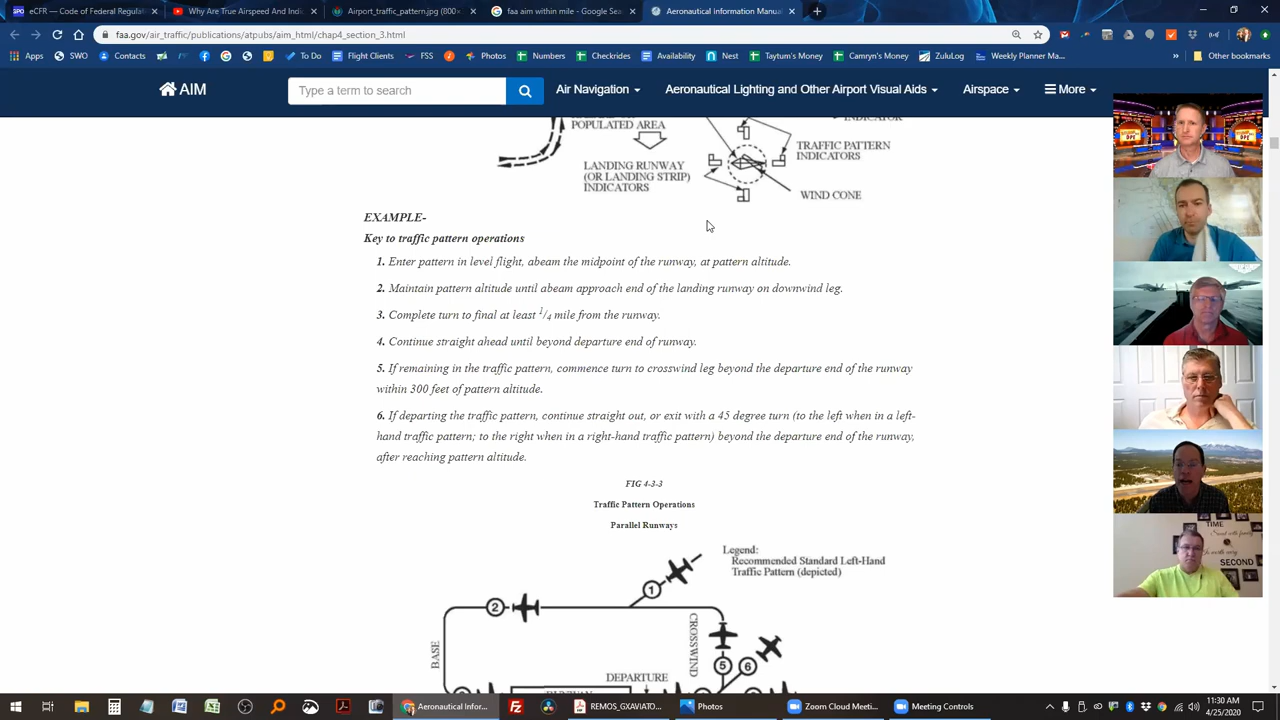 eCFR — Code of Federal Regulati
Why Are True Airspeed And Indic
Airtrafficpattern.jpg (800×
faa informational within mile of
Aeronautical Informational Manual
faa.gov/air_traffic/publications/atpubs/aim_html/chap4_section_3.html
Apps
SWO
Contacts
To Do
Flight Clients
FSS
Photos
Numbers
Checkrides
Availability
Nest
Taytum's Money
Camryn's Money
ZuluLog
Weekly Planner Ma...
Other bookmarks
AIM
Type a term to search
Air Navigation
Aeronautical Lighting and Other Airport Visual Aids
Airspace
More
POPULATED AREA
INDICATOR
TRAFFIC PATTERN
INDICATORS
LANDING RUNWAY
(OR LANDING STRIP)
INDICATORS
WIND CONE
EXAMPLE-
Key to traffic pattern operations
1. Enter pattern in level flight, abeam the midpoint of the runway, at pattern altitude.
2. Maintain pattern altitude until abeam approach end of the landing runway on downwind leg.
3. Complete turn to final at least 1/4 mile from the runway.
4. Continue straight ahead until beyond departure end of runway.
5. If remaining in the traffic pattern, commence turn to crosswind leg beyond the departure end of the runway
within 300 feet of pattern altitude.
6. If departing the traffic pattern, continue straight out, or exit with a 45 degree turn (to the left when in a left-
hand traffic pattern; to the right when in a right-hand traffic pattern) beyond the departure end of the runway,
after reaching pattern altitude.
FIG 4-3-3
Traffic Pattern Operations
Parallel Runways
Legend:
Recommended Standard Left-Hand
Traffic Pattern (depicted)
1
2
BASE
CROSSWIND
5
6
DEPARTURE
RUNWAY
TIME
SECOND
Aeronautical Infor...
REMOS_GXAVIATO...
Photos
Zoom Cloud Meeti...
Meeting Controls
11:30 AM
4/25/2020